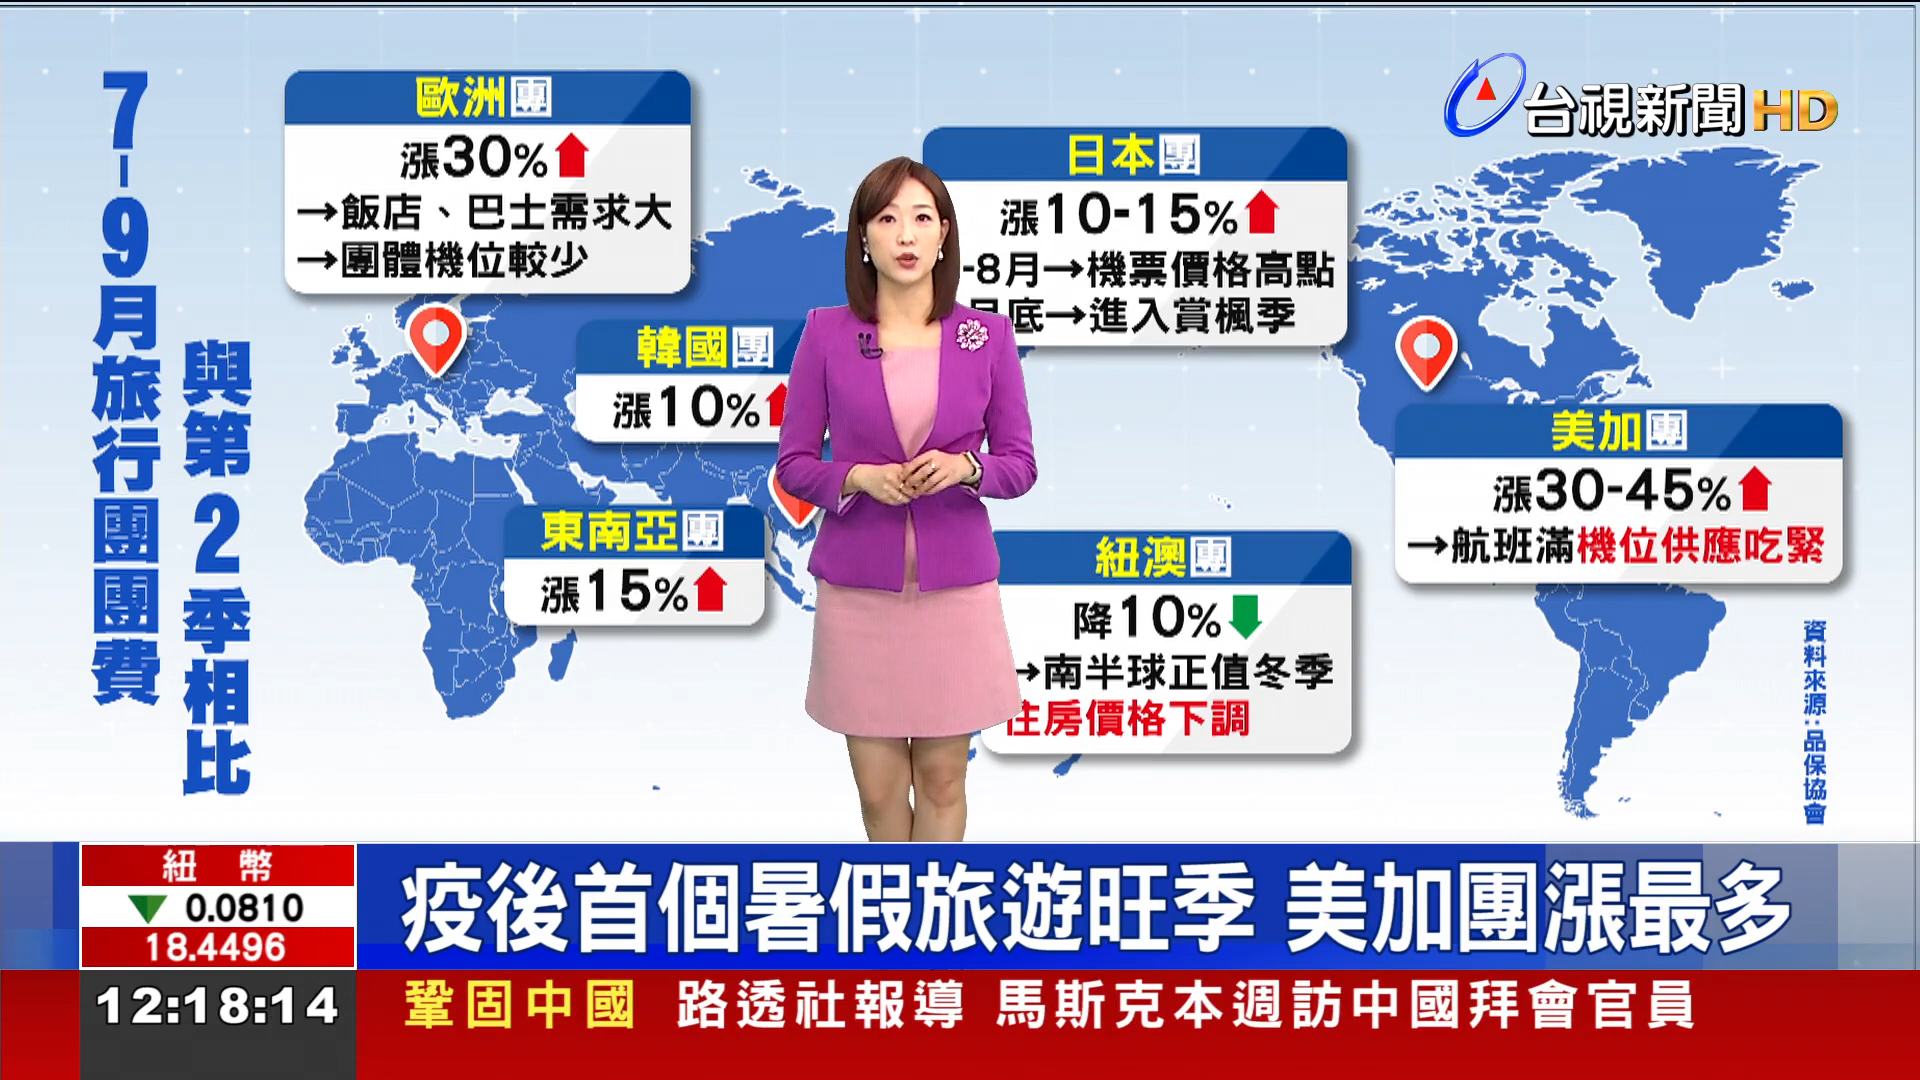 7-9月旅行團團費
與第2季相比
歐洲團
漲30%
→飯店、巴士需求大
→團體機位較少
韓國團
漲10%
東南亞團
漲15%
日本團
漲10-15%
-8月→機票價格高點
底→進入賞楓季
紐澳團
降10%
→南半球正值冬季
住房價格下調
台視新聞HD
美加團
漲30-45%
→航班滿機位供應吃緊
資料來源:品保協會
紐幣
0.0810
18.4496
疫後首個暑假旅遊旺季 美加團漲最多
12:18:14
鞏固中國 路透社報導 馬斯克本週訪中國拜會官員